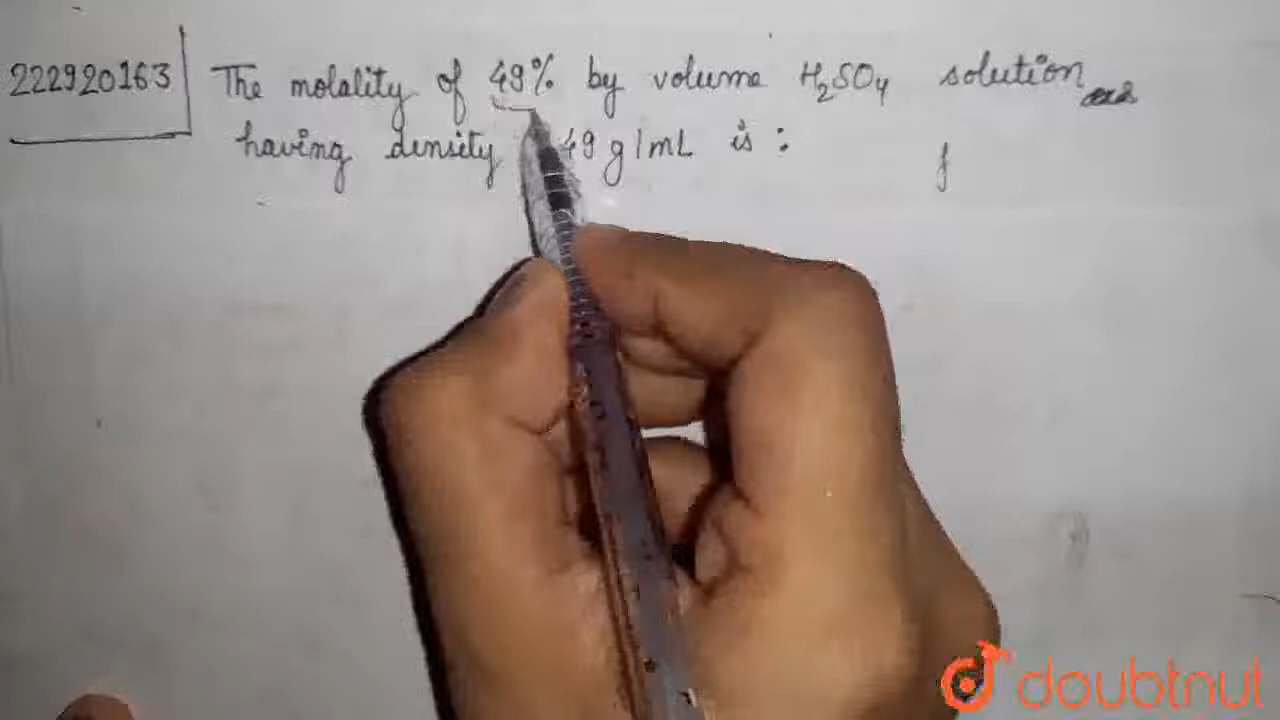 222920163
The molality of 49% by volume H₂SO₄ solution
having density 49 g/mL is :
doubtnut